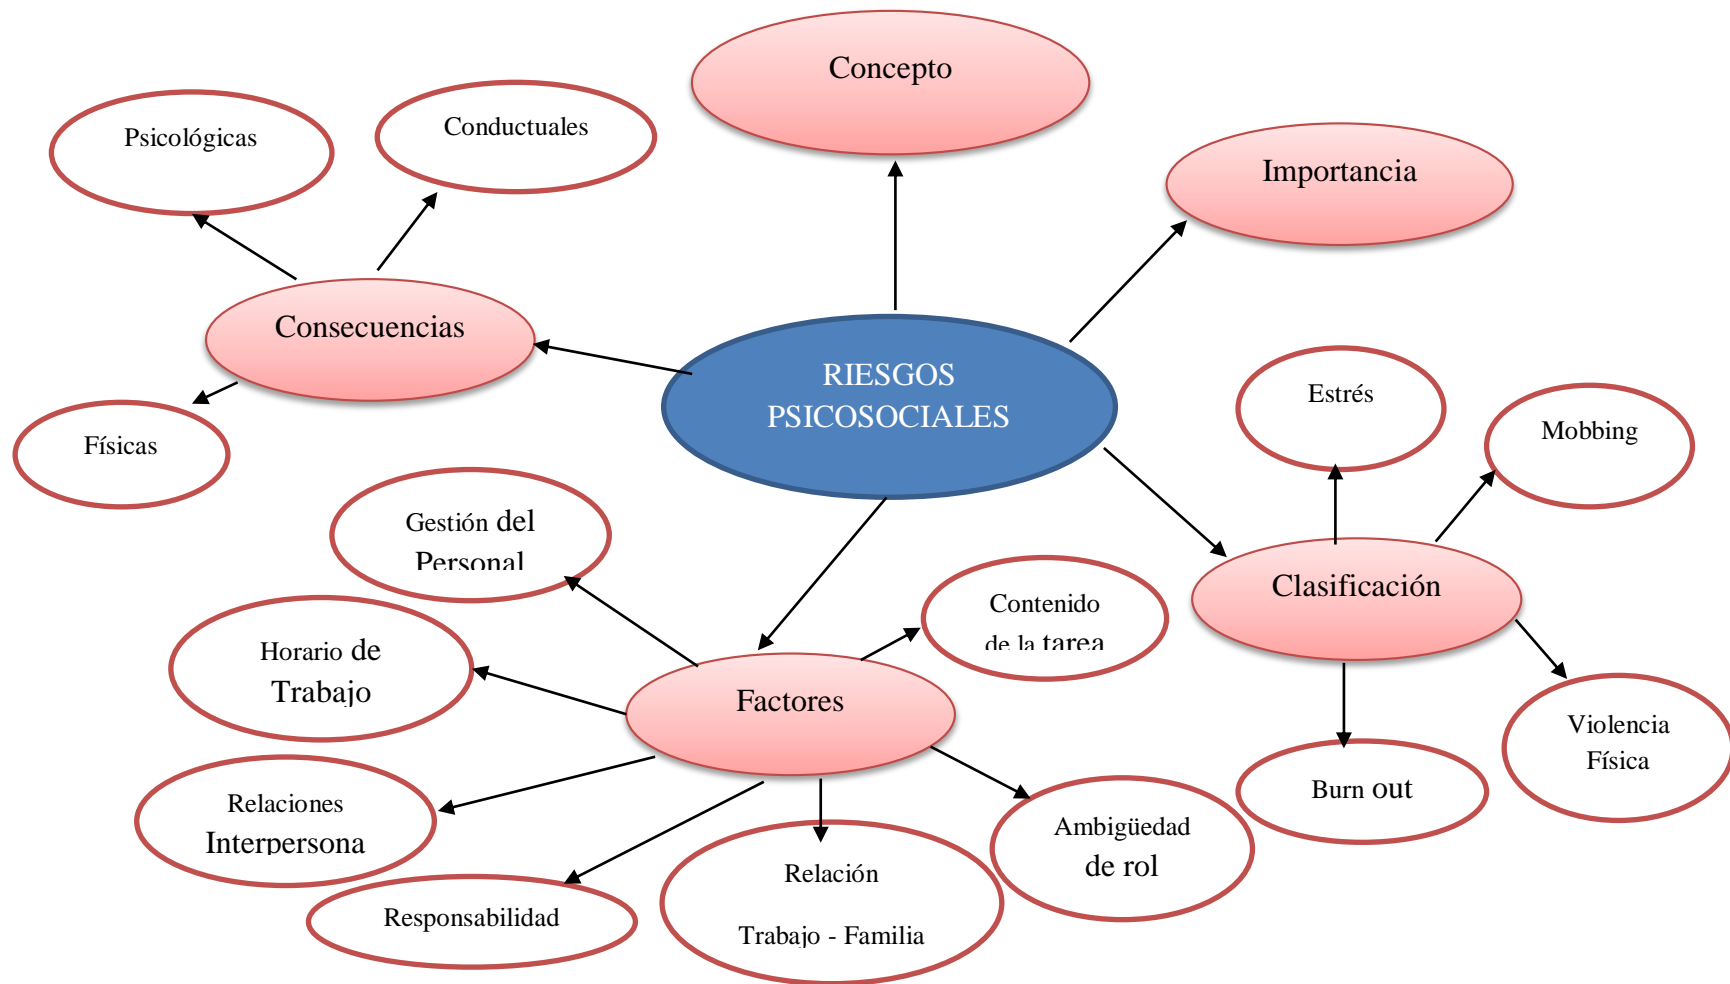 Concepto
Psicológicas
Conductuales
Importancia
Consecuencias
RIESGOS
PSICOSOCIALES
Estrés
Mobbing
Físicas
Gestión del
Personal
Contenido
de la tarea
Clasificación
Horario de
Trabajo
Factores
Violencia
Física
Relaciones
Interpersona
Burn out
Ambigüedad
de rol
Responsabilidad
Relación
Trabajo - Familia